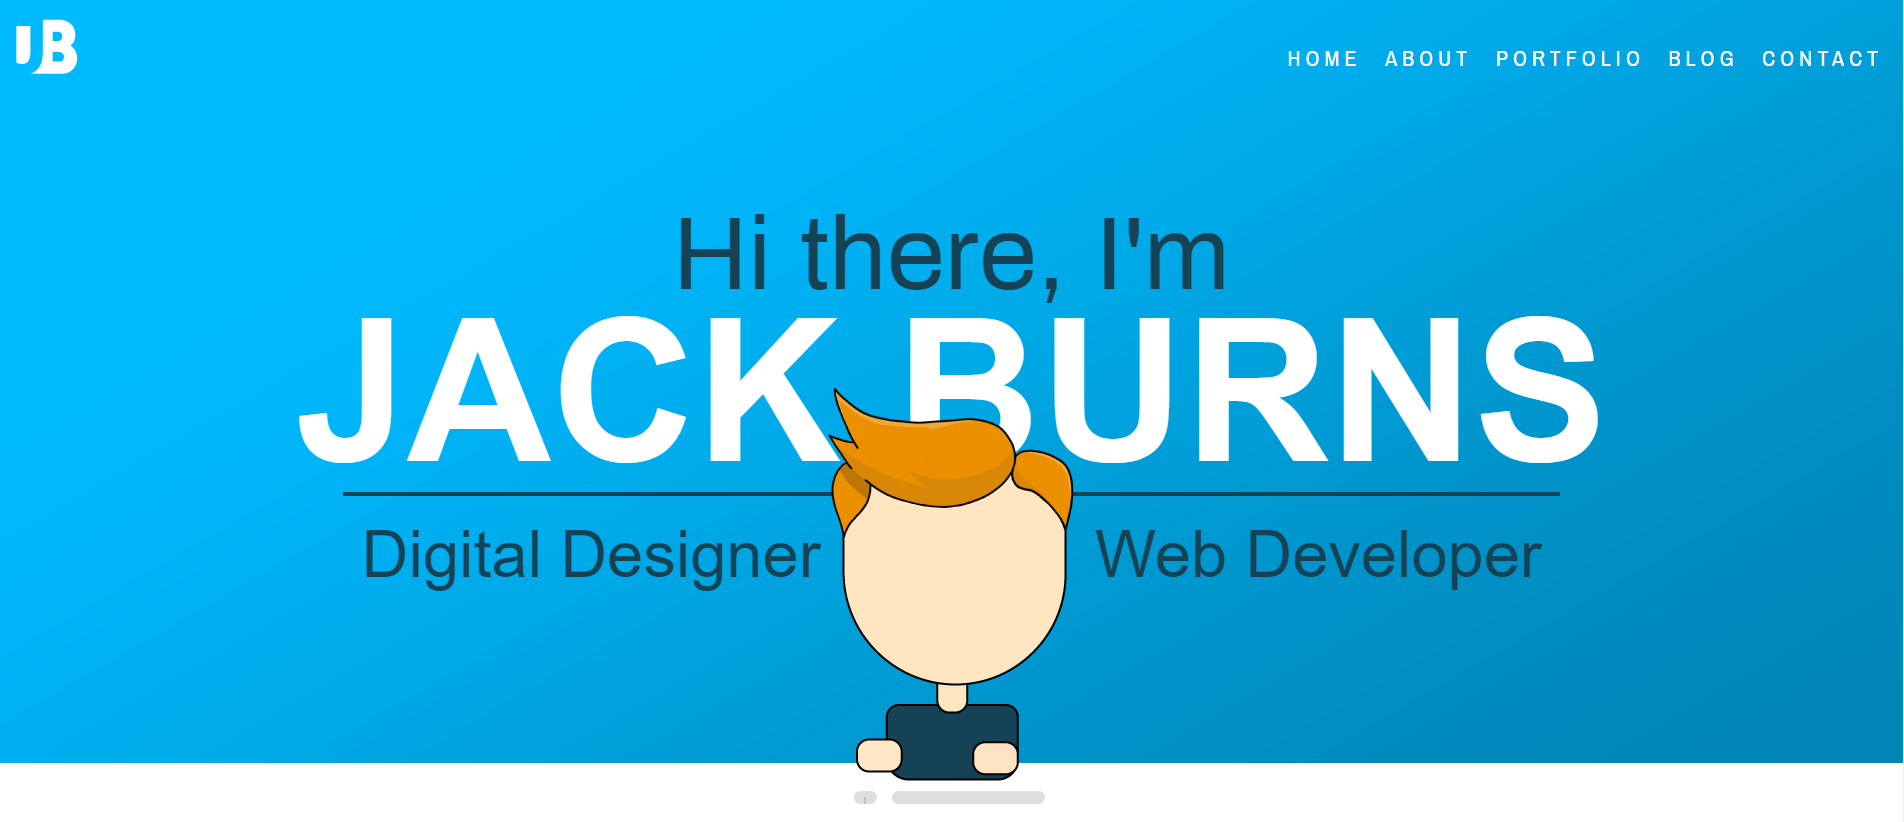 JB
HOME ABOUT PORTFOLIO BLOG CONTACT
Hi there, I'm
JACK BURNS
Digital Designer Web Developer